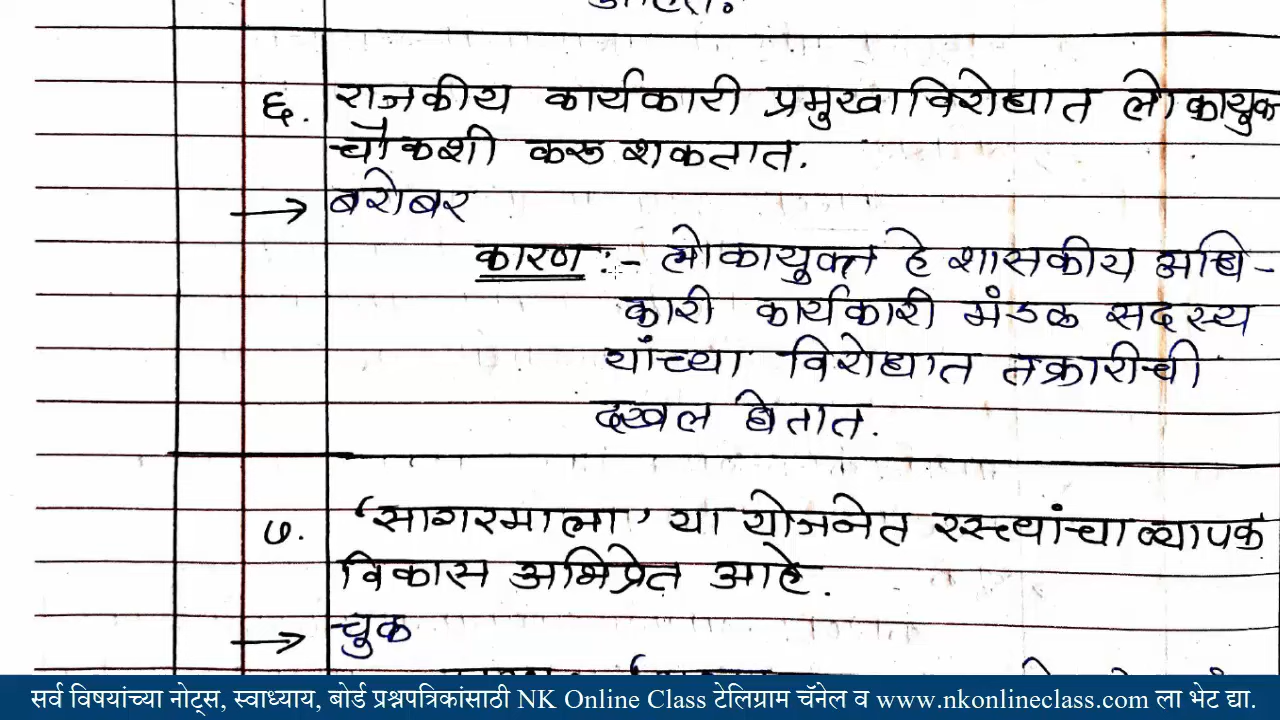 ६. राजकीय कार्यकारी प्रमुखाविरोधात लोकायुक्त
चौकशी करू शकतात.
→ बरोबर
कारण :- लोकायुक्त हे शासकीय अधि-
कारी कार्यकारी मंडळ सदस्य
यांच्या विरोधात तक्रारीची
दखल घेतात.
७. 'सागरमाला' या योजनेत रस्त्यांचा व्यापक
विकास अभिप्रेत आहे.
→ चुक
सर्व विषयांच्या नोट्स, स्वाध्याय, बोर्ड प्रश्नपत्रिकांसाठी NK Online Class टेलिग्राम चॅनेल व www.nkonlineclass.com ला भेट द्या.